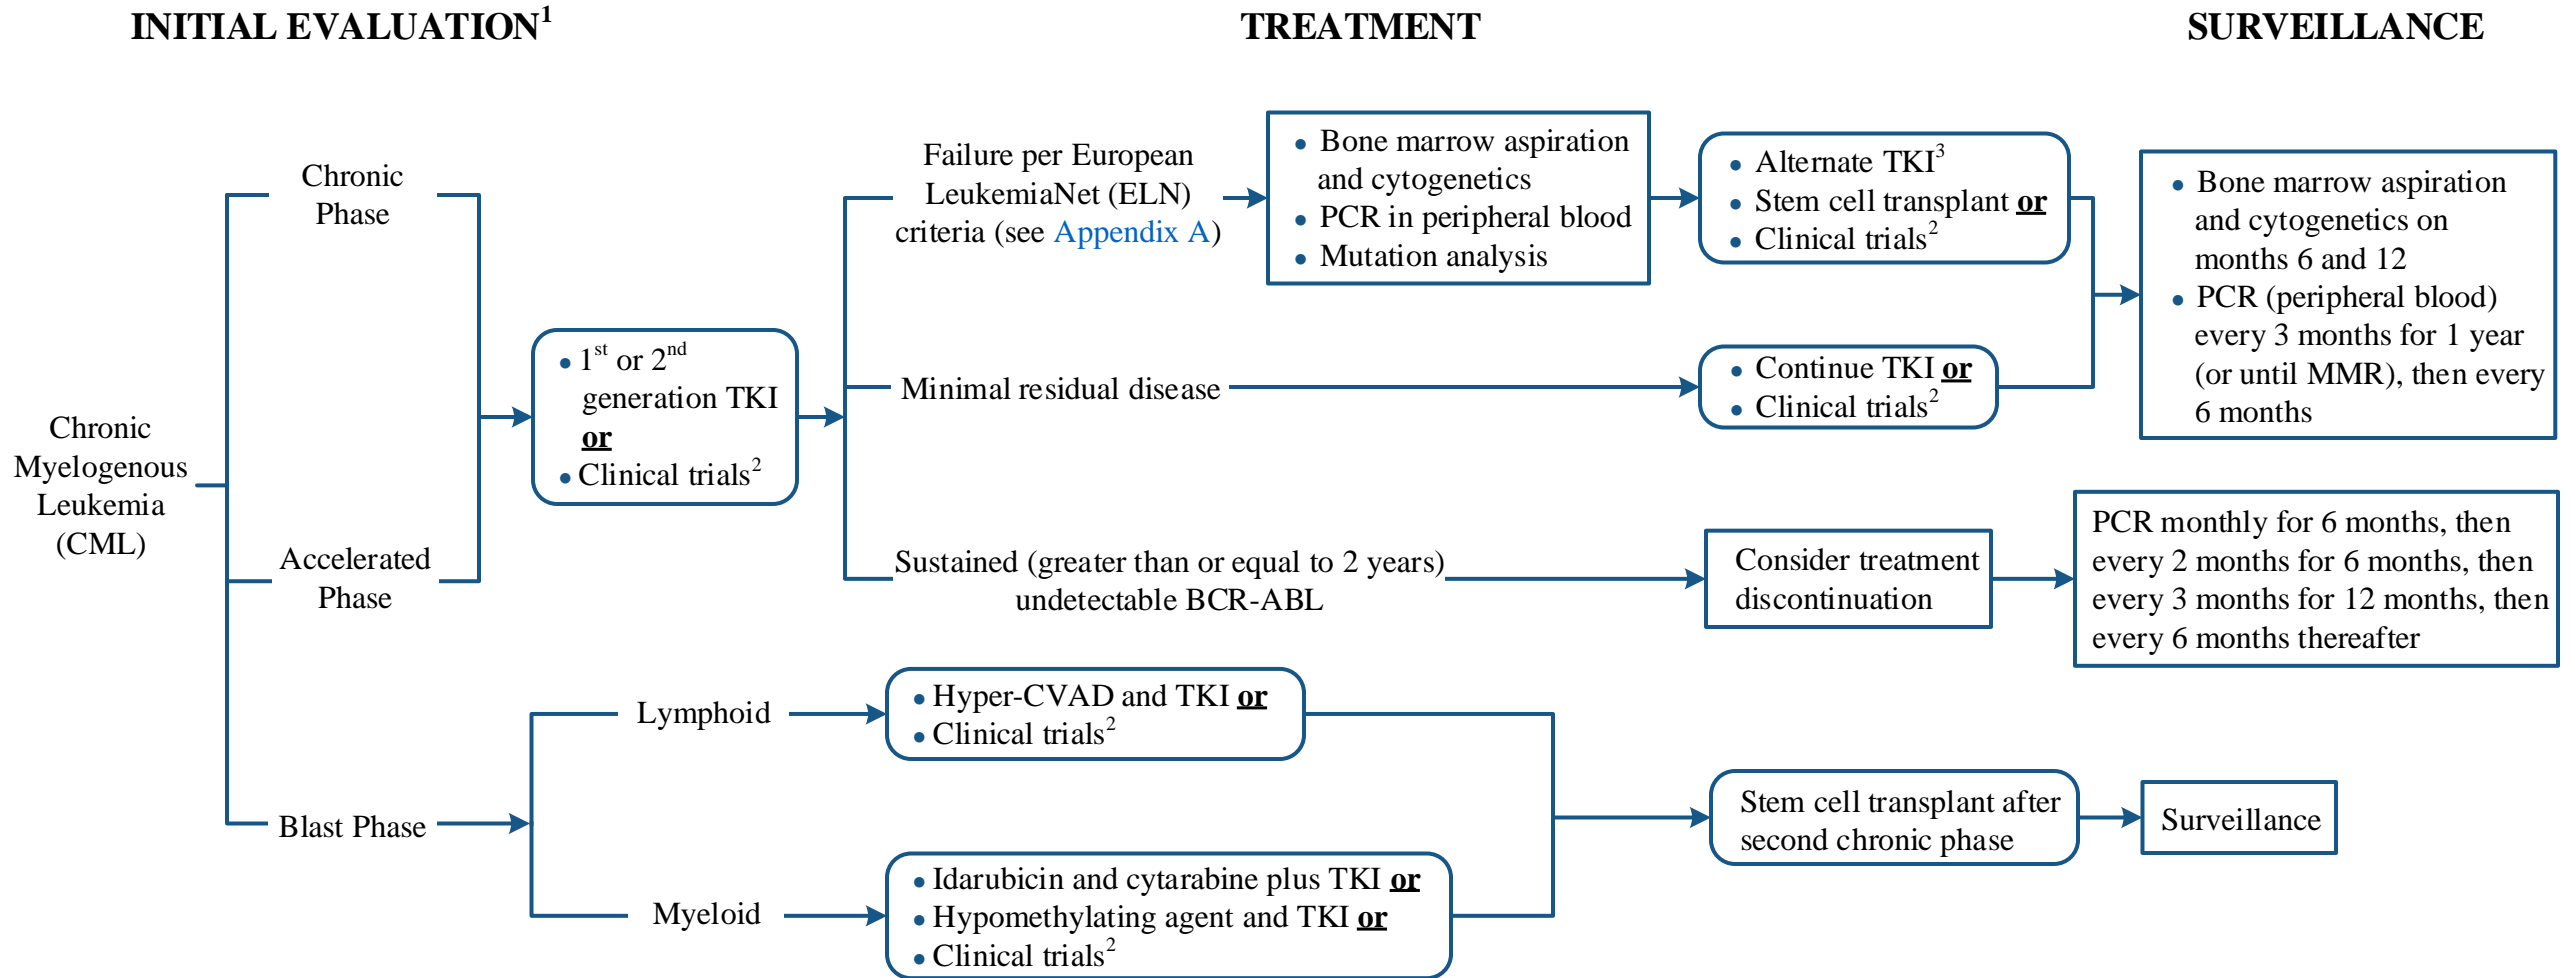 INITIAL EVALUATION¹
TREATMENT
SURVEILLANCE
Chronic
Myelogenous
Leukemia
(CML)
Chronic
Phase
Accelerated
Phase
• 1st or 2nd
generation TKI
or
• Clinical trials²
Failure per European
LeukemiaNet (ELN)
criteria (see Appendix A)
• Bone marrow aspiration
and cytogenetics
• PCR in peripheral blood
• Mutation analysis
• Alternate TKI³
• Stem cell transplant or
• Clinical trials²
Minimal residual disease
• Continue TKI or
• Clinical trials²
• Bone marrow aspiration
and cytogenetics on
months 6 and 12
• PCR (peripheral blood)
every 3 months for 1 year
(or until MMR), then every
6 months
Sustained (greater than or equal to 2 years)
undetectable BCR-ABL
Consider treatment
discontinuation
PCR monthly for 6 months, then
every 2 months for 6 months, then
every 3 months for 12 months, then
every 6 months thereafter
Blast Phase
Lymphoid
• Hyper-CVAD and TKI or
• Clinical trials²
Myeloid
• Idarubicin and cytarabine plus TKI or
• Hypomethylating agent and TKI or
• Clinical trials²
Stem cell transplant after
second chronic phase
Surveillance